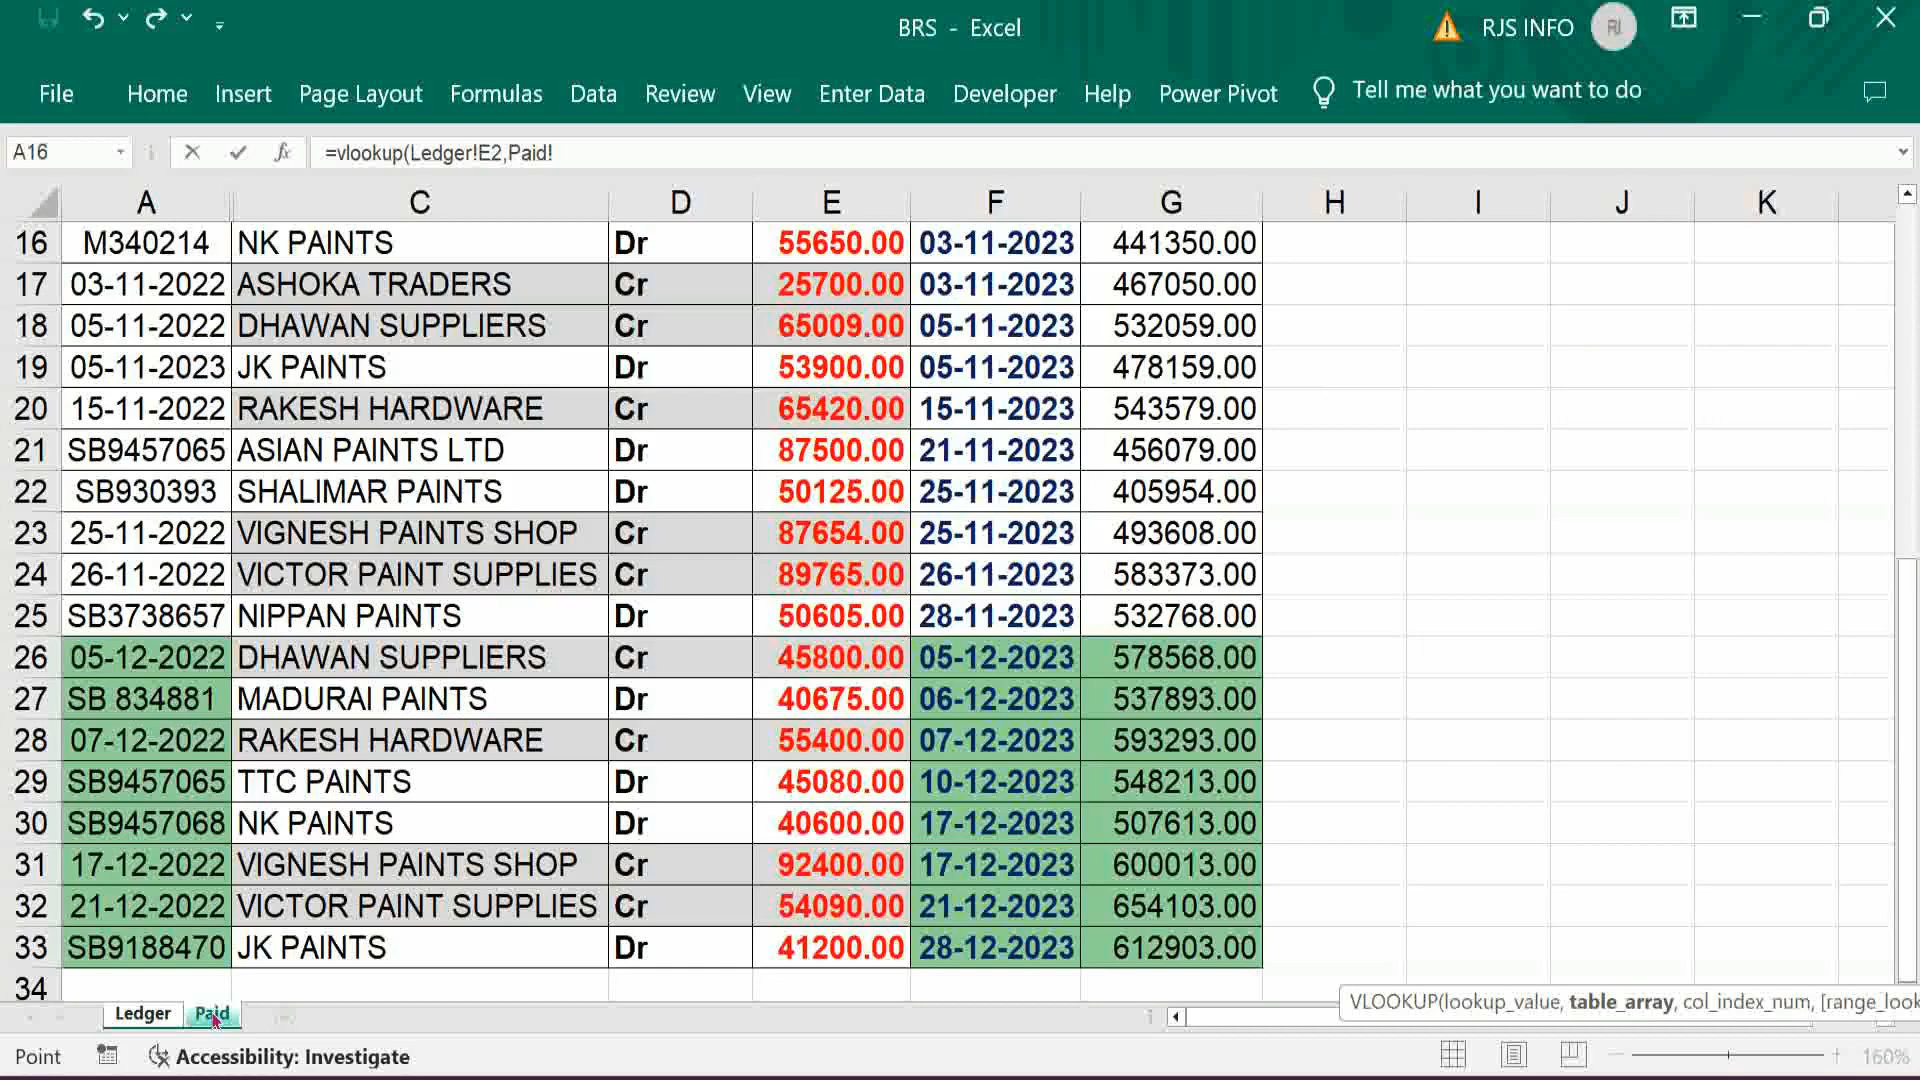 BRS - Excel
RJS INFO RI
File Home Insert Page Layout Formulas Data Review View Enter Data Developer Help Power Pivot Tell me what you want to do
A16 fx =vlookup(Ledger!E2,Paid!
A C D E F G H I J K
16 M340214 NK PAINTS Dr 55650.00 03-11-2023 441350.00
17 03-11-2022 ASHOKA TRADERS Cr 25700.00 03-11-2023 467050.00
18 05-11-2022 DHAWAN SUPPLIERS Cr 65009.00 05-11-2023 532059.00
19 05-11-2023 JK PAINTS Dr 53900.00 05-11-2023 478159.00
20 15-11-2022 RAKESH HARDWARE Cr 65420.00 15-11-2023 543579.00
21 SB9457065 ASIAN PAINTS LTD Dr 87500.00 21-11-2023 456079.00
22 SB930393 SHALIMAR PAINTS Dr 50125.00 25-11-2023 405954.00
23 25-11-2022 VIGNESH PAINTS SHOP Cr 87654.00 25-11-2023 493608.00
24 26-11-2022 VICTOR PAINT SUPPLIES Cr 89765.00 26-11-2023 583373.00
25 SB3738657 NIPPAN PAINTS Dr 50605.00 28-11-2023 532768.00
26 05-12-2022 DHAWAN SUPPLIERS Cr 45800.00 05-12-2023 578568.00
27 SB 834881 MADURAI PAINTS Dr 40675.00 06-12-2023 537893.00
28 07-12-2022 RAKESH HARDWARE Cr 55400.00 07-12-2023 593293.00
29 SB9457065 TTC PAINTS Dr 45080.00 10-12-2023 548213.00
30 SB9457068 NK PAINTS Dr 40600.00 17-12-2023 507613.00
31 17-12-2022 VIGNESH PAINTS SHOP Cr 92400.00 17-12-2023 600013.00
32 21-12-2022 VICTOR PAINT SUPPLIES Cr 54090.00 21-12-2023 654103.00
33 SB9188470 JK PAINTS Dr 41200.00 28-12-2023 612903.00
34
VLOOKUP(lookup_value, table_array, col_index_num, [range_look
Ledger Paid
Point Accessibility: Investigate 160%